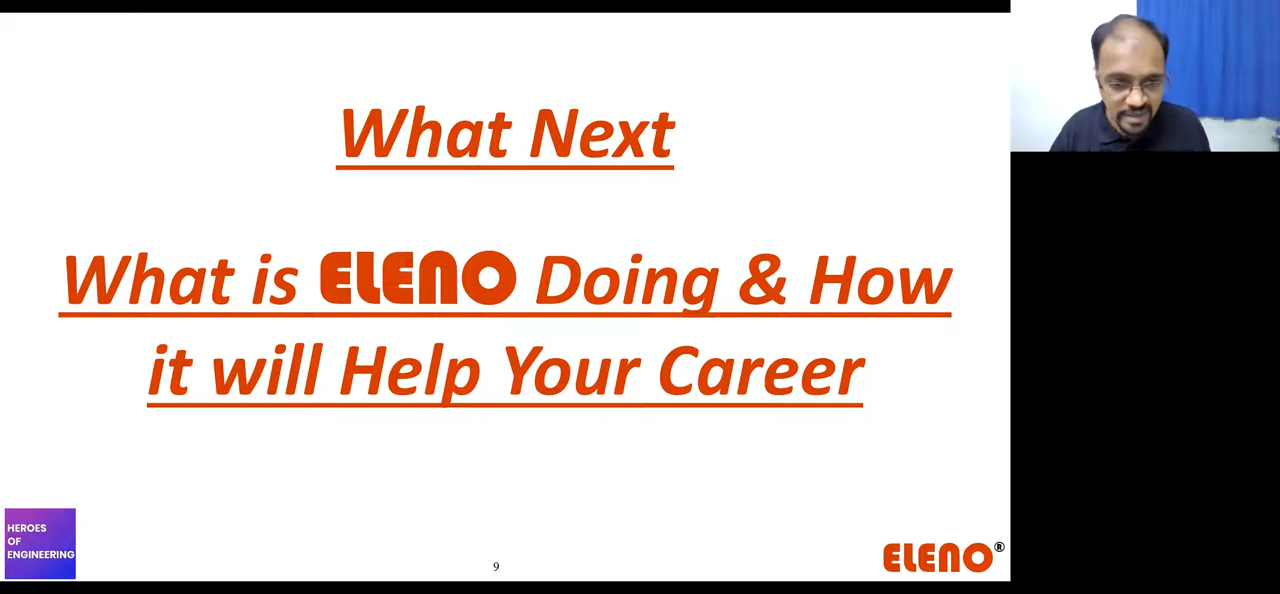 What Next
What is ELENO Doing & How
it will Help Your Career
HEROES
OF
ENGINEERING
9
ELENO®